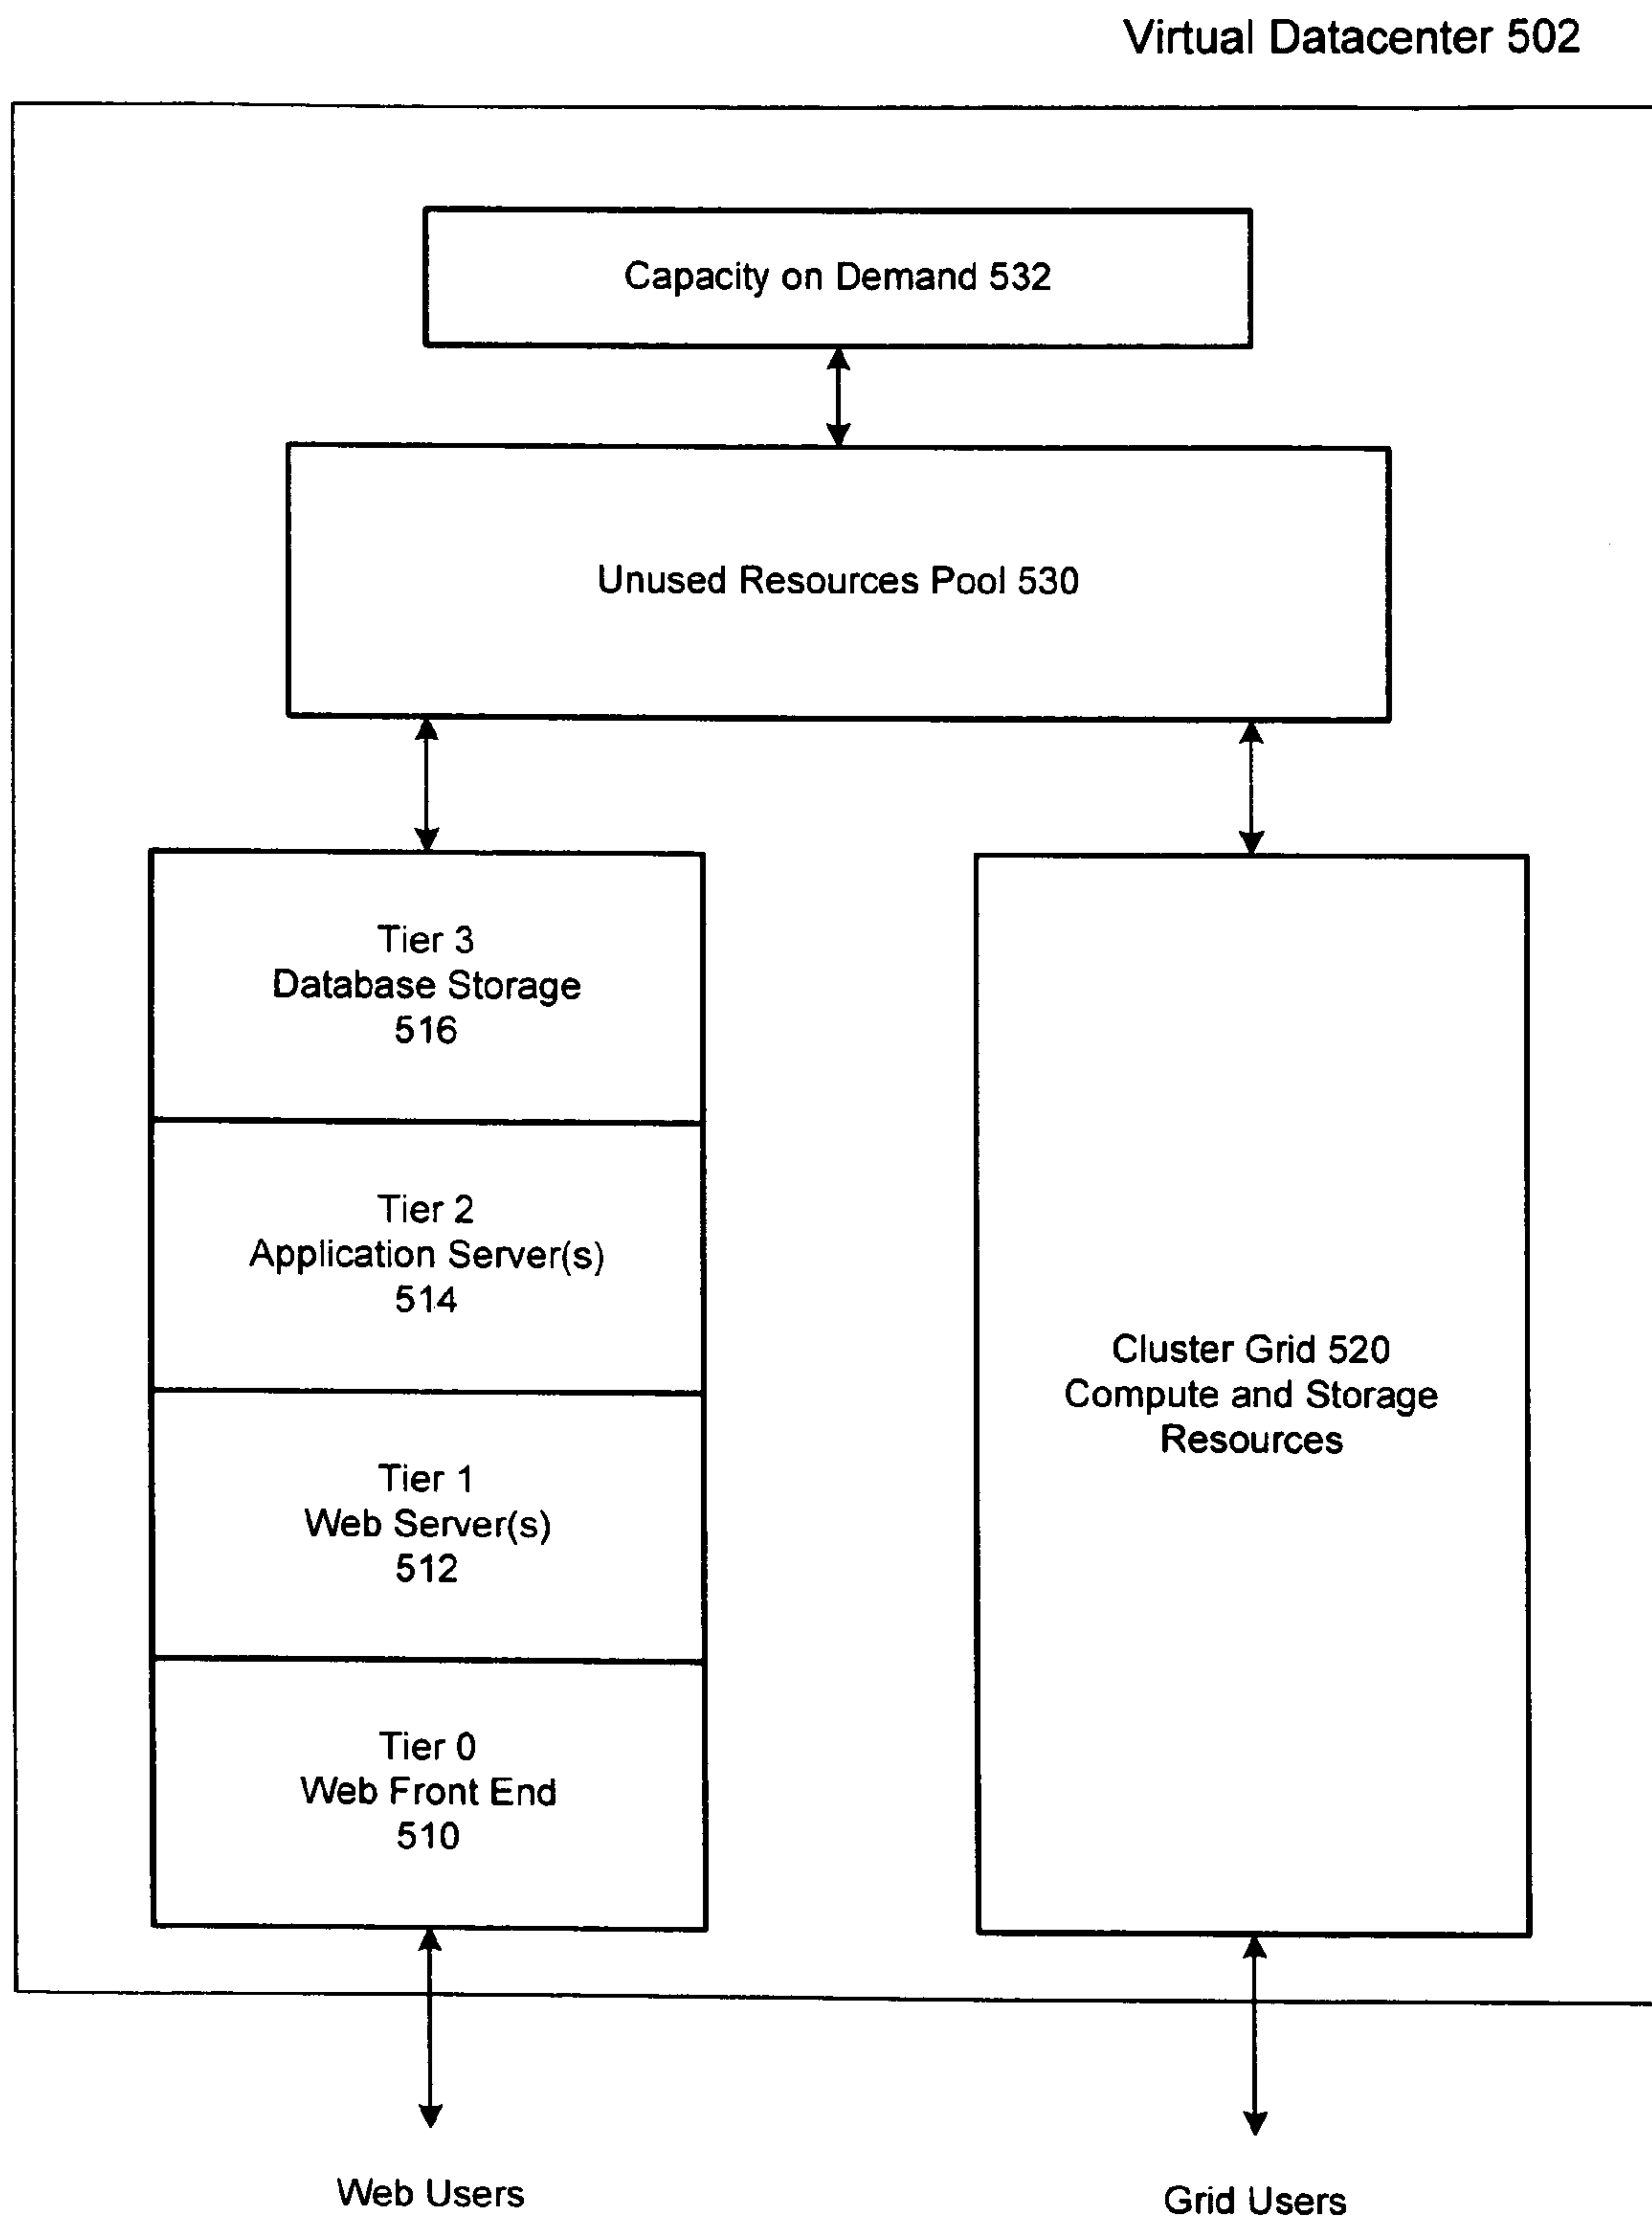 Virtual Datacenter 502
Capacity on Demand 532
Unused Resources Pool 530
Tier 3
Database Storage
516
Tier 2
Application Server(s)
514
Tier 1
Web Server(s)
512
Tier 0
Web Front End
510
Cluster Grid 520
Compute and Storage
Resources
Web Users
Grid Users